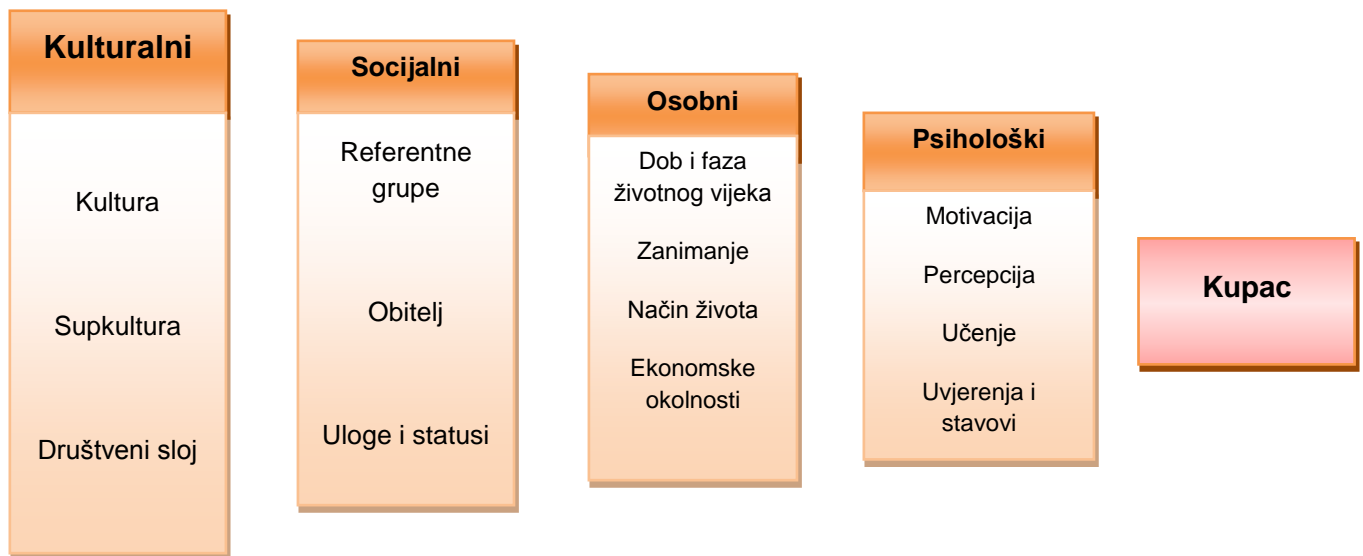 Kulturalni
Kultura
Supkultura
Društveni sloj
Socijalni
Referentne
grupe
Obitelj
Uloge i statusi
Osobni
Dob i faza
životnog vijeka
Zanimanje
Način života
Ekonomske
okolnosti
Psihološki
Motivacija
Percepcija
Učenje
Uvjerenja i
stavovi
Kupac